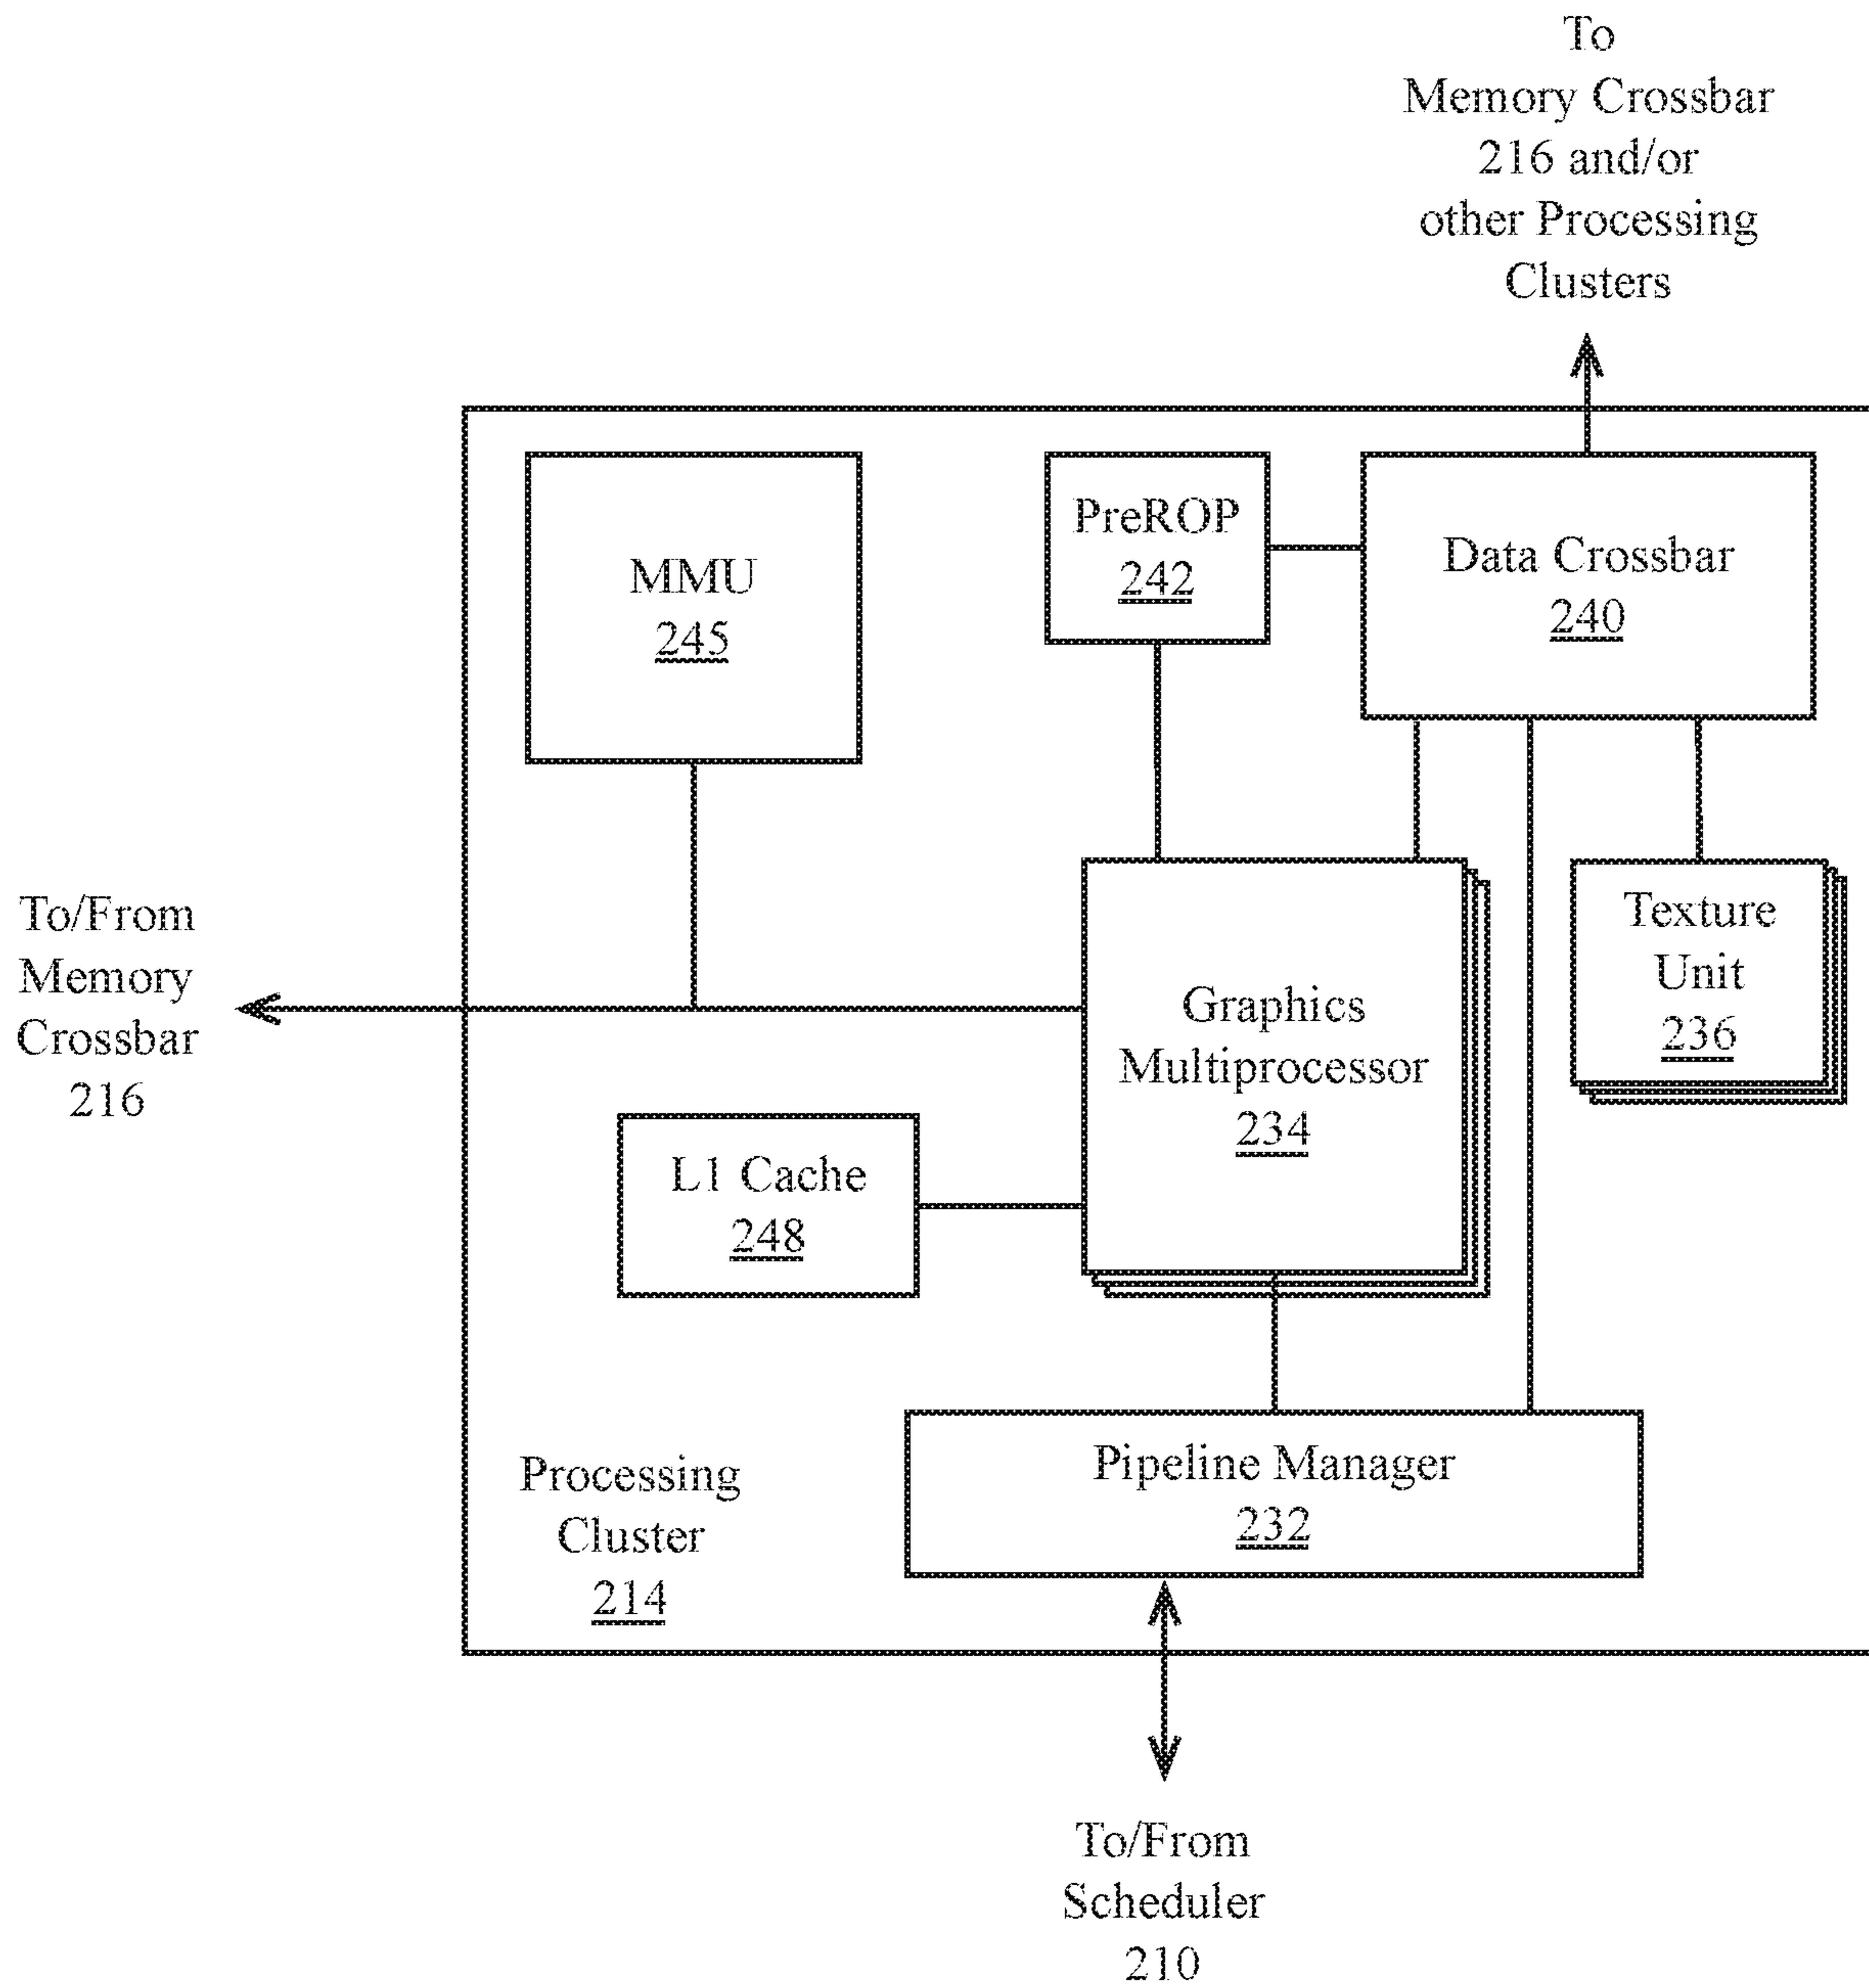 To
Memory Crossbar
216 and/or
other Processing
Clusters
MMU
245
PreROP
242
Data Crossbar
240
To/From
Memory
Crossbar
216
Graphics
Multiprocessor
234
Texture
Unit
236
L1 Cache
248
Processing
Cluster
214
Pipeline Manager
232
To/From
Scheduler
210